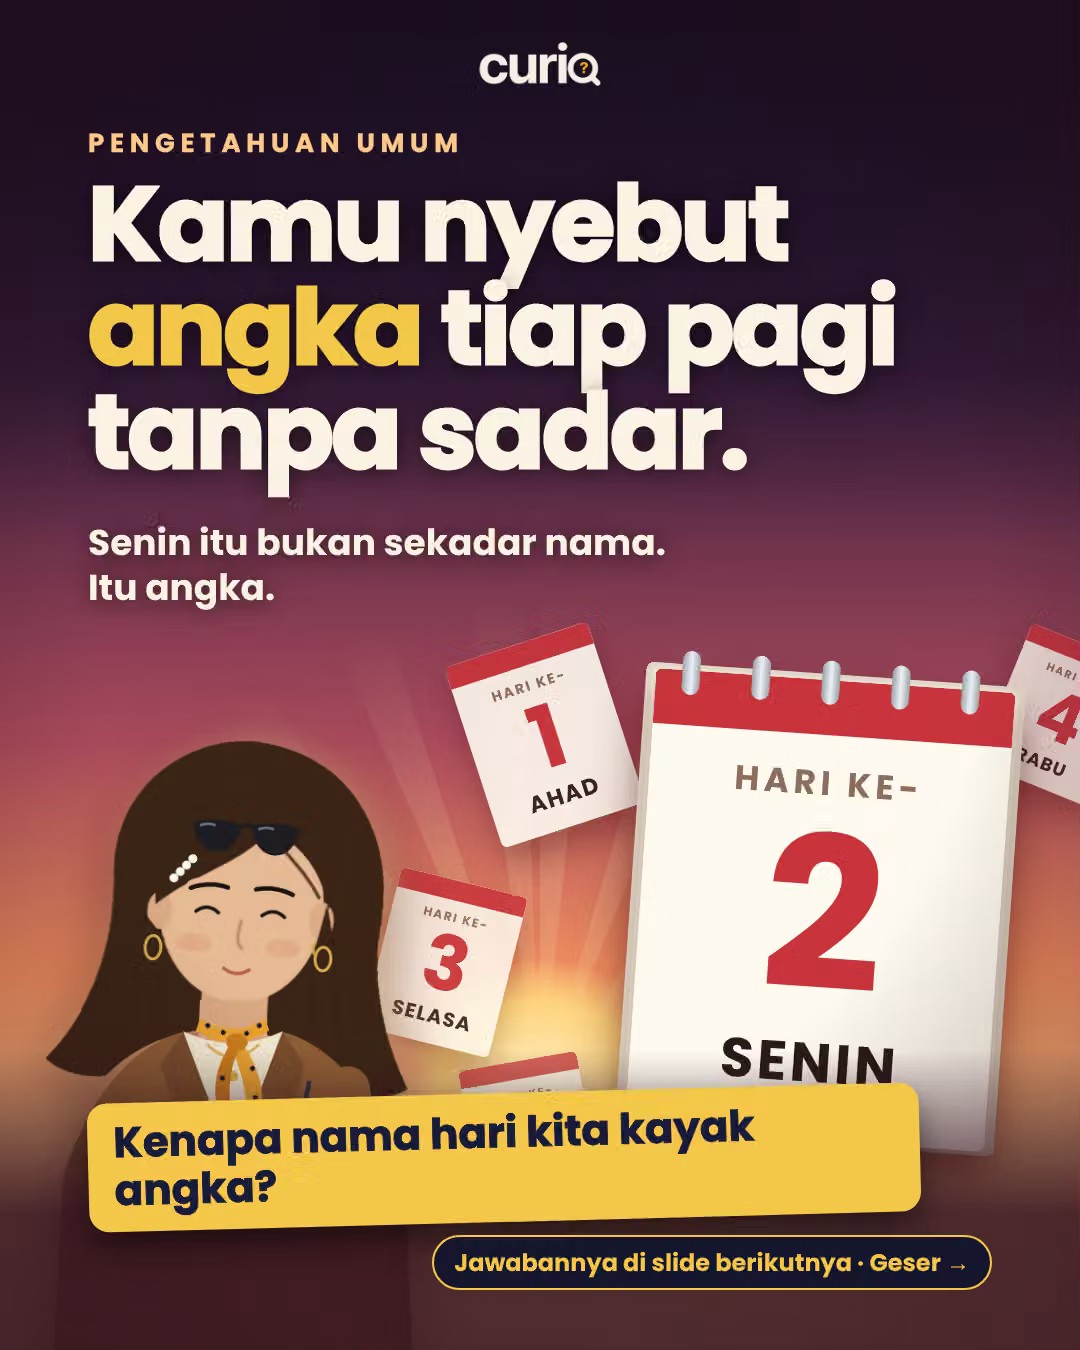 curiQ
PENGETAHUAN UMUM
Kamu nyebut
angka tiap pagi
tanpa sadar.
Senin itu bukan sekadar nama.
Itu angka.
HARI KE-
1
AHAD
HARI KE-
2
SENIN
HARI
4
RABU
HARI KE-
3
SELASA
KE-
Kenapa nama hari kita kayak
angka?
Jawabannya di slide berikutnya · Geser →